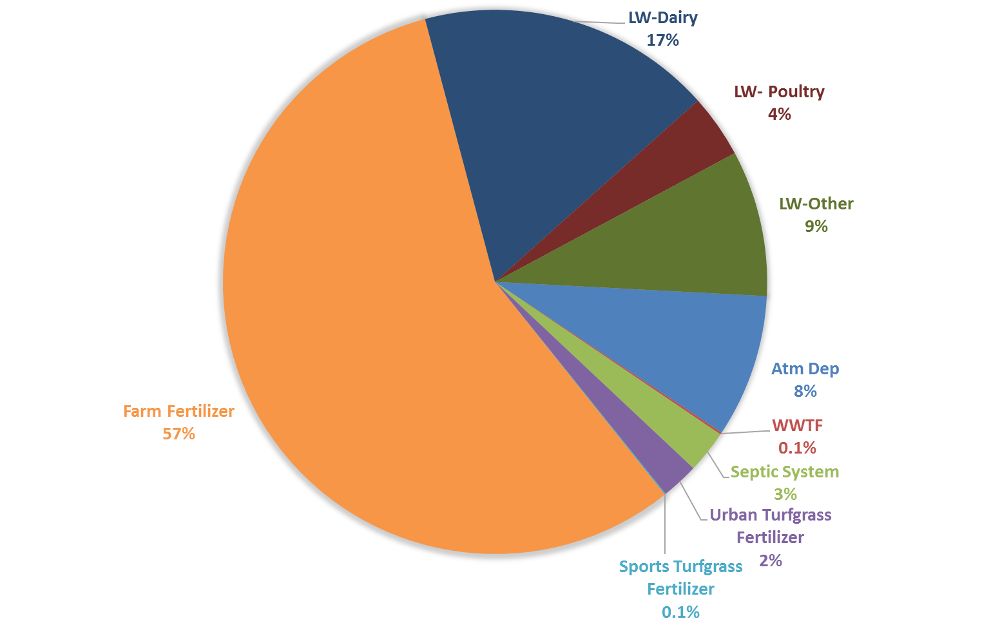 LW-Dairy
17%
LW- Poultry
4%
LW-Other
9%
Atm Dep
8%
WWTF
0.1%
Septic System
3%
Urban Turfgrass
Fertilizer
2%
Sports Turfgrass
Fertilizer
0.1%
Farm Fertilizer
57%